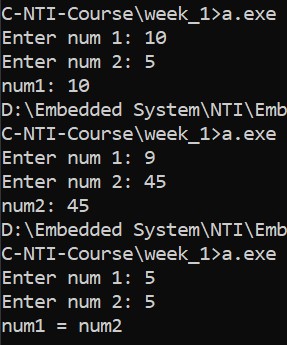 C-NTI-Course\week_1>a.exe
Enter num 1: 10
Enter num 2: 5
num1: 10
D:\Embedded System\NTI\Emb
C-NTI-Course\week_1>a.exe
Enter num 1: 9
Enter num 2: 45
num2: 45
D:\Embedded System\NTI\Emb
C-NTI-Course\week_1>a.exe
Enter num 1: 5
Enter num 2: 5
num1 = num2